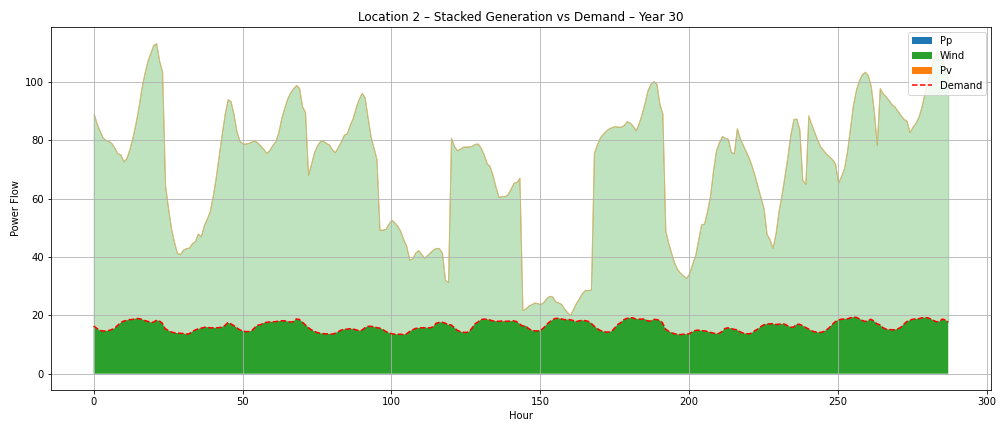 Location 2 – Stacked Generation vs Demand – Year 30
Power Flow
100
80
60
40
20
0
Pp
Wind
Pv
Demand
0 50 100 150 200 250 300
Hour